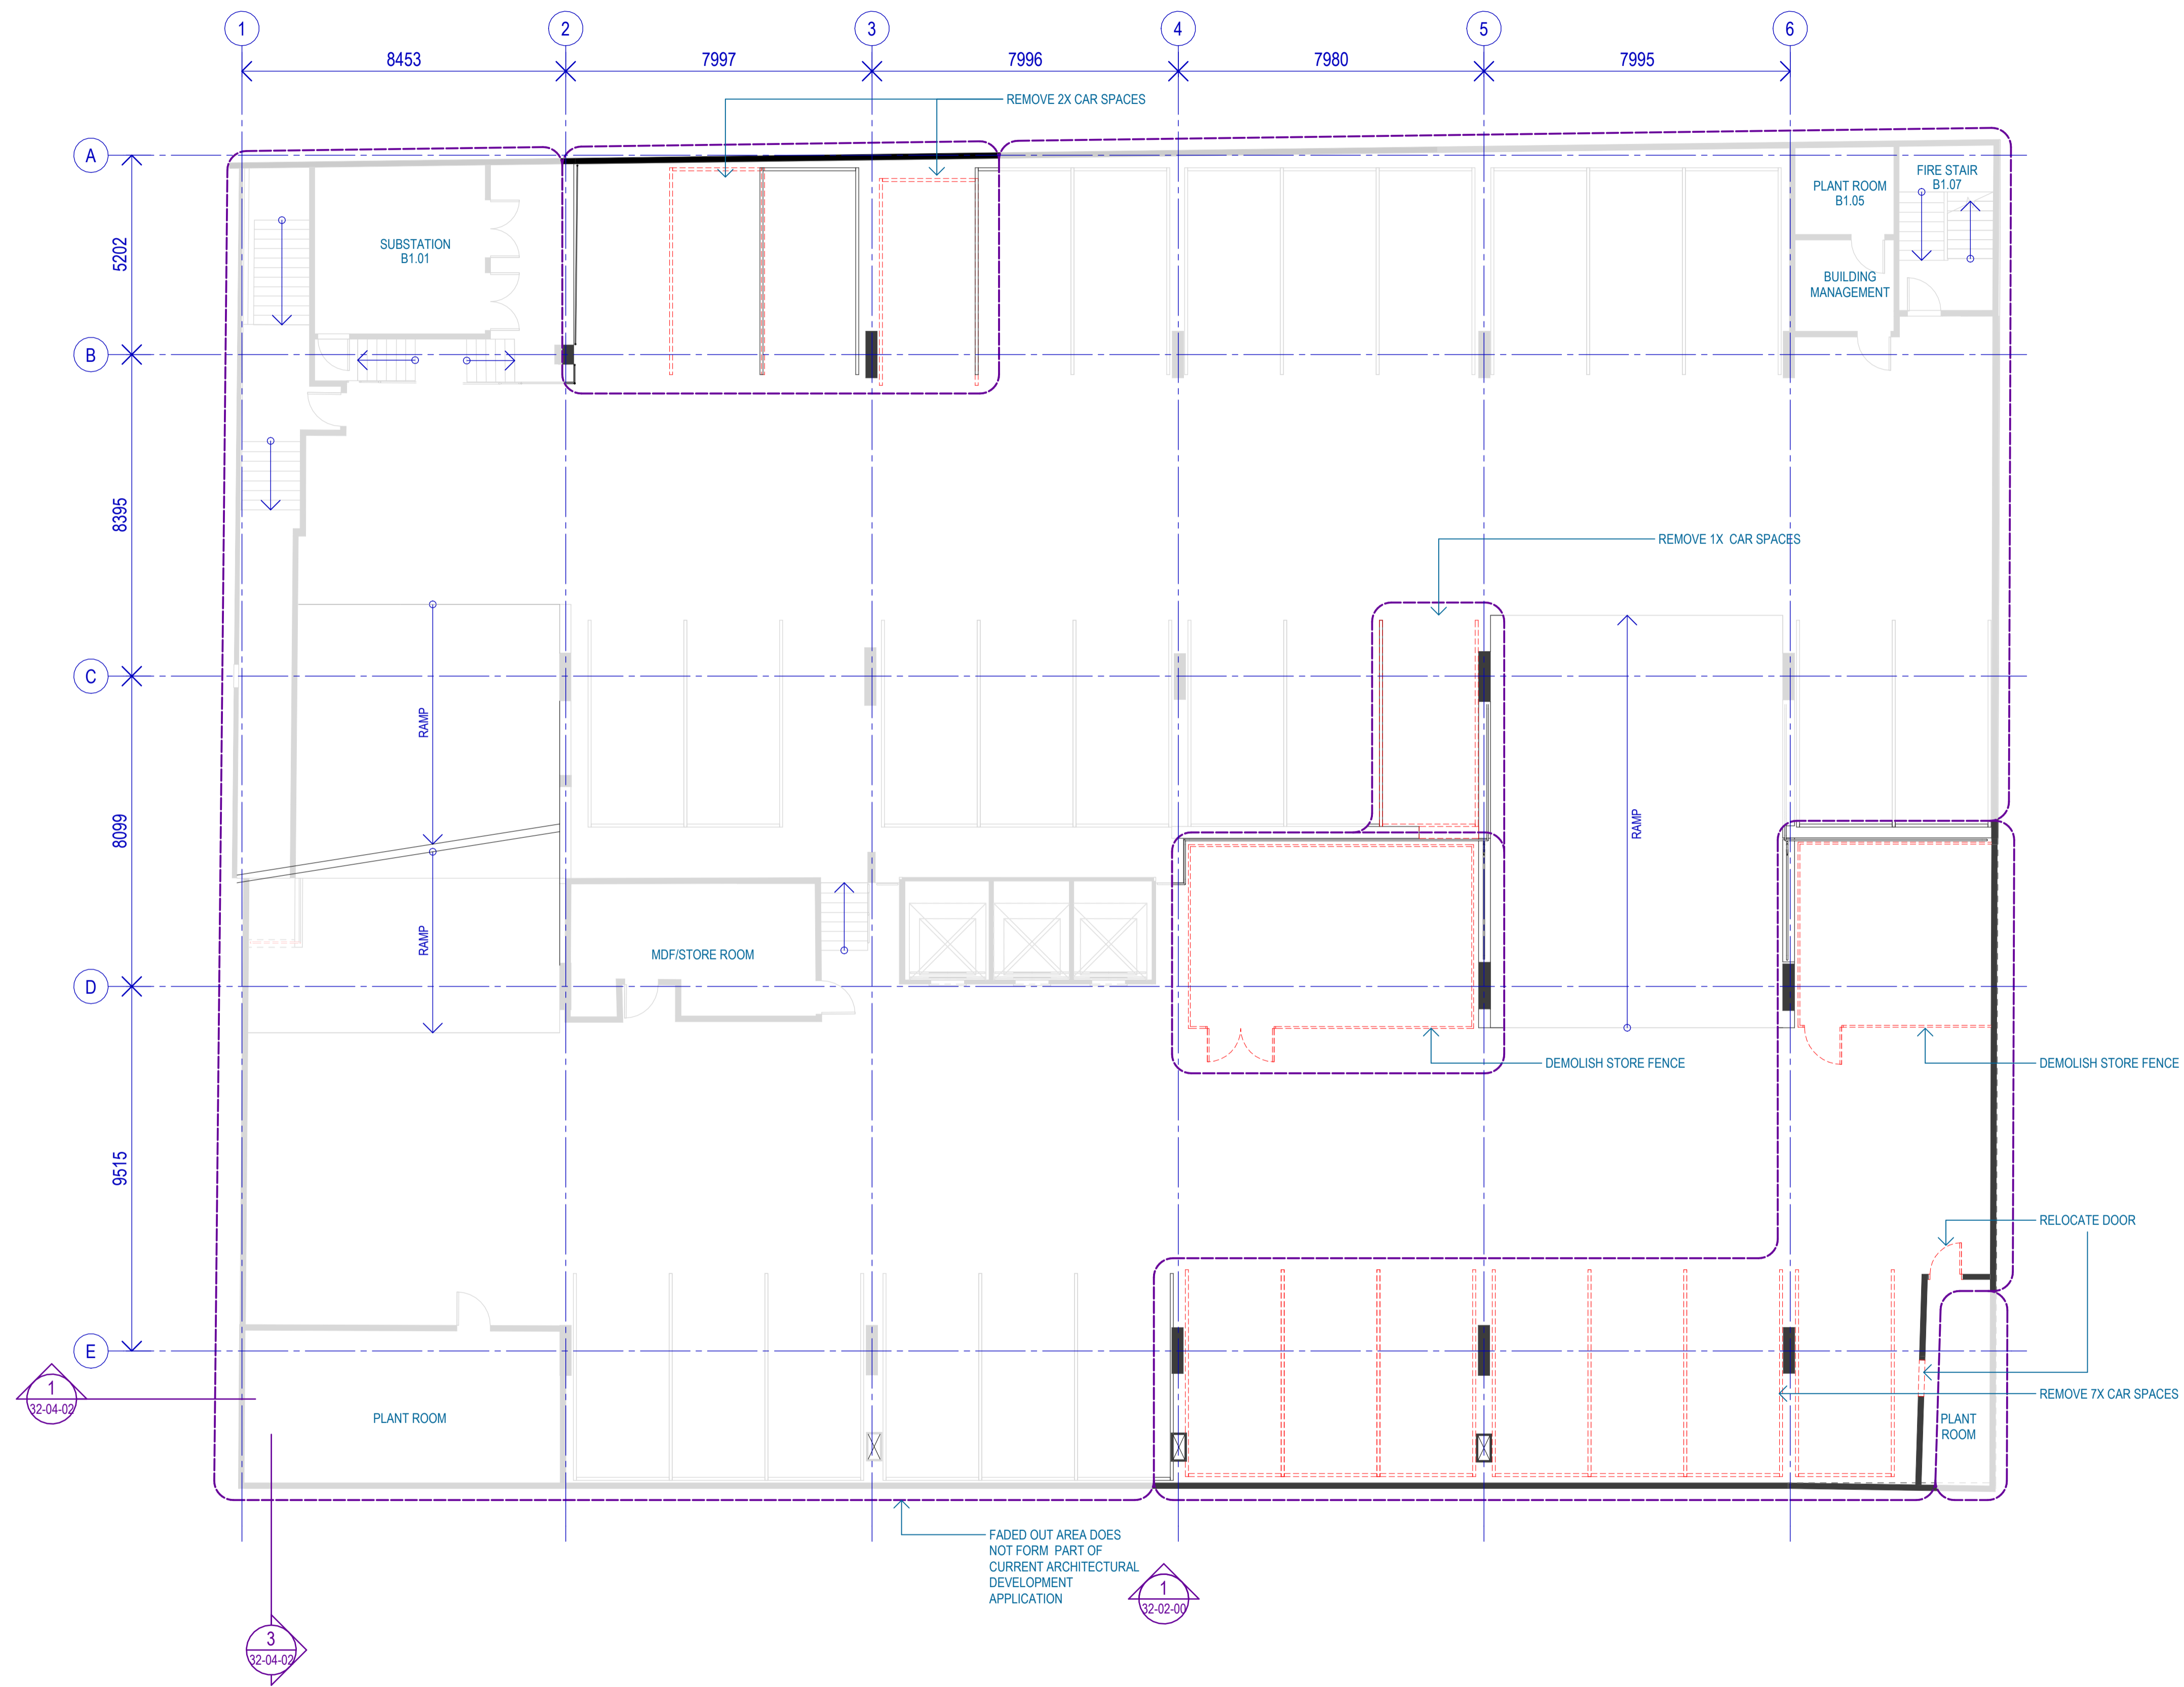 1
2
3
4
5
6
8453
7997
7996
7980
7995
REMOVE 2X CAR SPACES
A
5202
SUBSTATION
B1.01
PLANT ROOM
B1.05
FIRE STAIR
B1.07
BUILDING
MANAGEMENT
B
8395
REMOVE 1X  CAR SPACES
C
RAMP
RAMP
8099
RAMP
MDF/STORE ROOM
D
DEMOLISH STORE FENCE
DEMOLISH STORE FENCE
9515
RELOCATE DOOR
E
1
32-04-02
REMOVE 7X CAR SPACES
PLANT ROOM
PLANT
ROOM
FADED OUT AREA DOES
NOT FORM  PART OF
CURRENT ARCHITECTURAL
DEVELOPMENT
APPLICATION
1
32-02-00
3
32-04-02